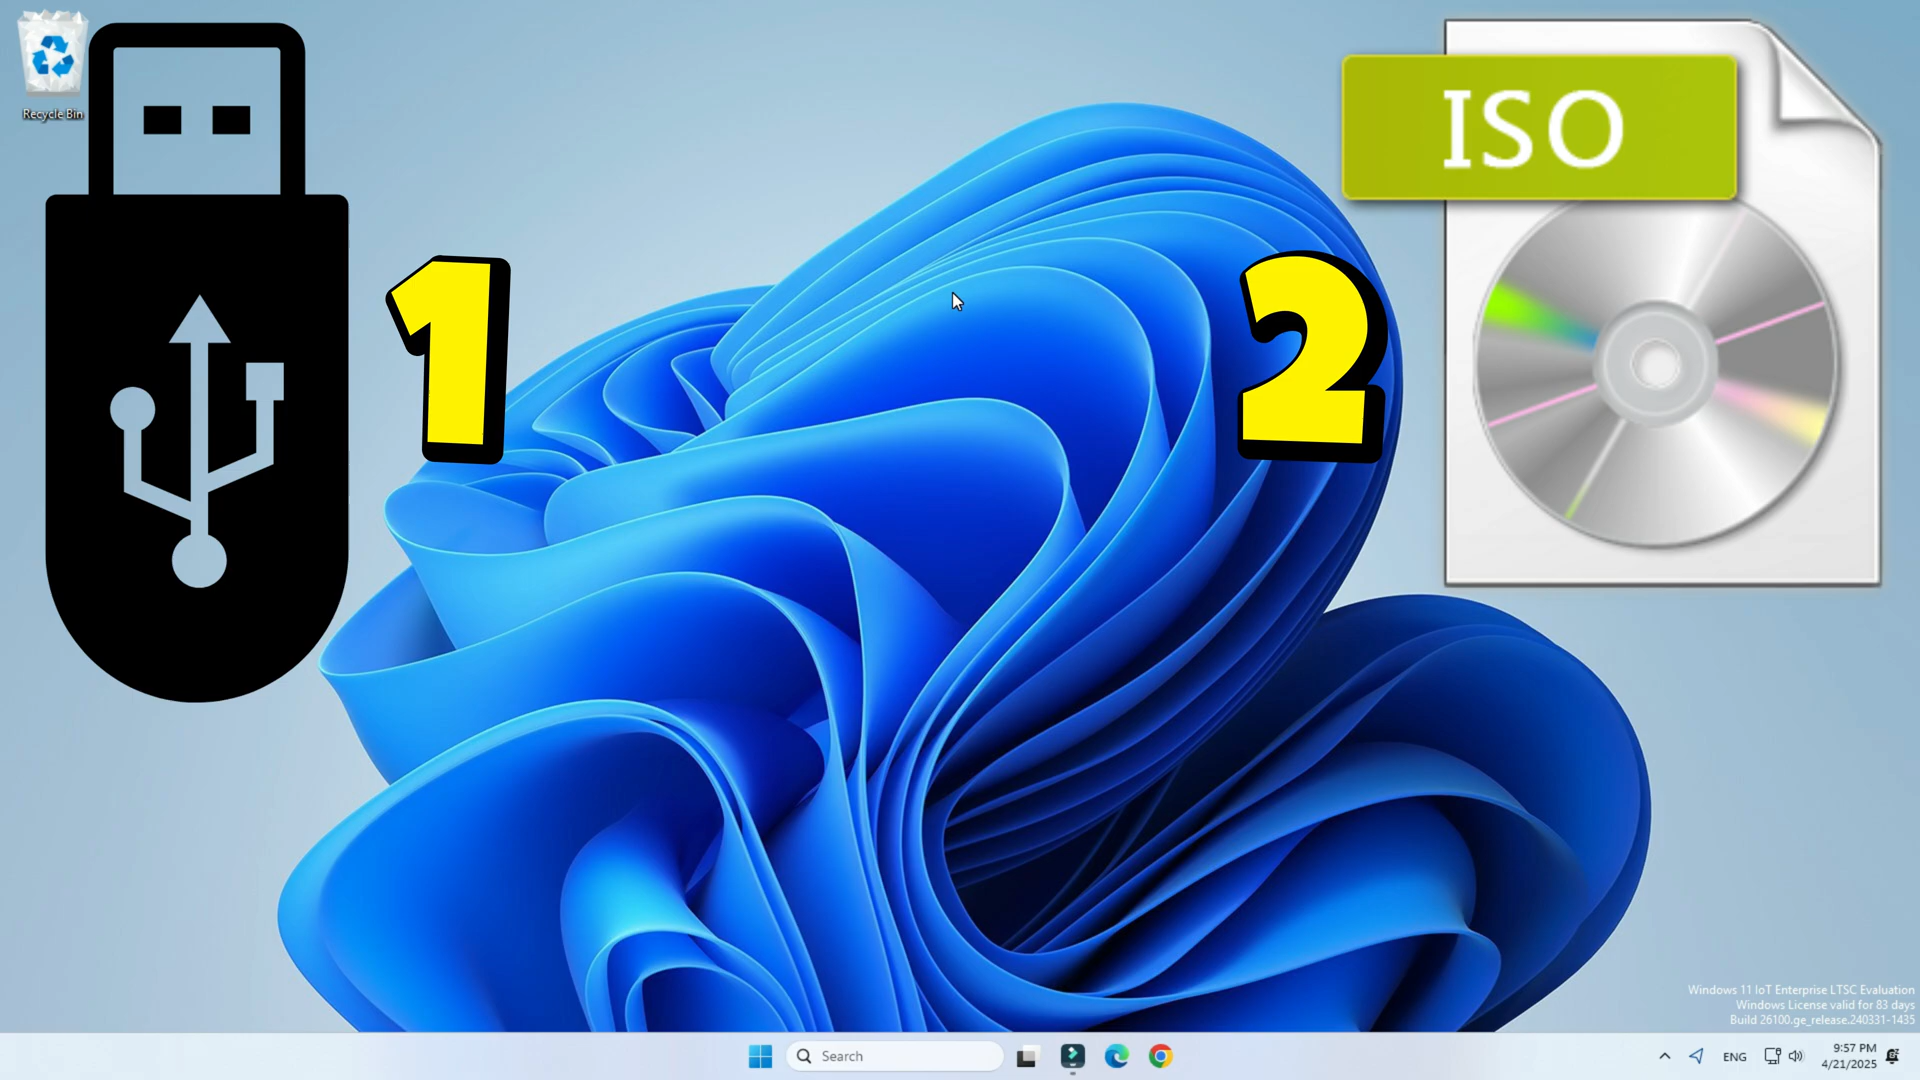 Recycle Bin
1
2
ISO
Windows 11 IoT Enterprise LTSC Evaluation
Windows License valid for 83 days
Build 26100.ge_release.240331-1435
Search
ENG
9:57 PM
4/21/2025